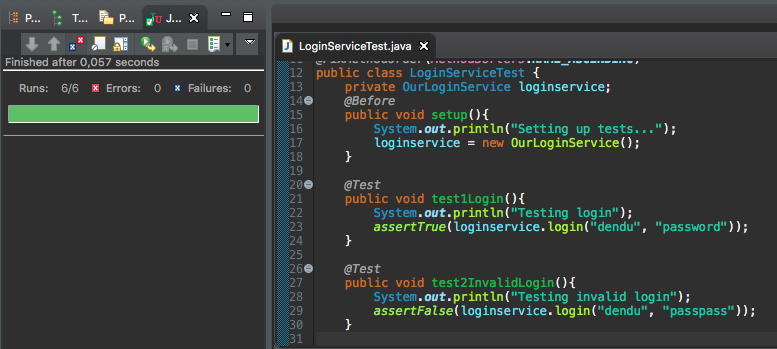 P... T... P... J...
Finished after 0,057 seconds
Runs: 6/6 Errors: 0 Failures: 0
LoginServiceTest.java
11
12 public class LoginServiceTest {
13 private OurLoginService loginservice;
14 @Before
15 public void setup(){
16 System.out.println("Setting up tests...");
17 loginservice = new OurLoginService();
18 }
19
20 @Test
21 public void test1Login(){
22 System.out.println("Testing login");
23 assertTrue(loginservice.login("dendu", "password"));
24 }
25
26 @Test
27 public void test2InvalidLogin(){
28 System.out.println("Testing invalid login");
29 assertFalse(loginservice.login("dendu", "passpass"));
30 }
31